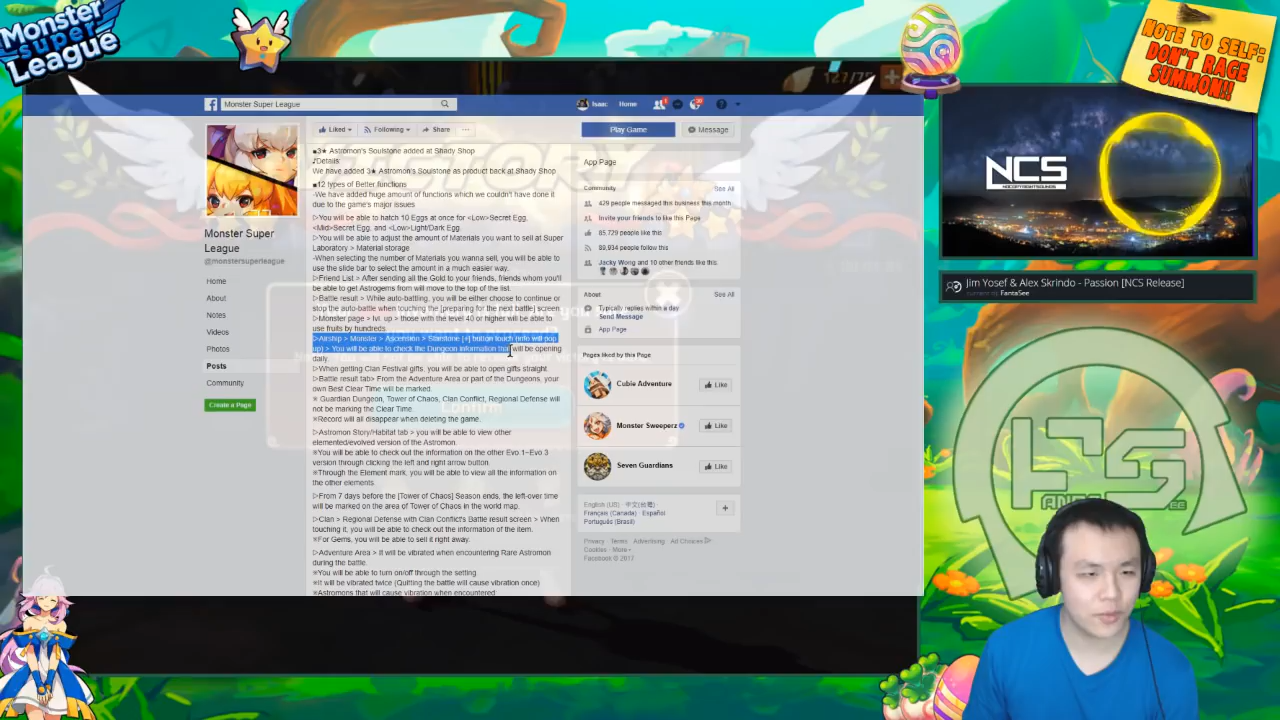 Monster
Super
League
NOTE TO SELF:
DON'T RAGE
SUMMON!!
127/7
Monster Super League
Isaac
Home
Liked
Following
Share
Play Game
Message
■3★ Astromon's Soulstone added at Shady Shop
♪Details:
We have added 3★ Astromon's Soulstone as product back at Shady Shop
■12 types of Better functions
-We have added huge amount of functions which we couldn't have done it
due to the game's major issues
▷You will be able to hatch 10 Eggs at once for <Low>Secret Egg,
<Mid>Secret Egg, and <Low>Light/Dark Egg.
▷You will be able to adjust the amount of Materials you want to sell at Super
Laboratory > Material storage
-When selecting the number of Materials you wanna sell, you will be able to
use the slide bar to select the amount in a much easier way.
▷Friend List > After sending all the Gold to your friends, friends whom you'll
be able to get Astrogems from will move to the top of the list.
▷Battle result > While auto-battling, you will be either choose to continue or
stop the auto-battle when touching the [preparing for the next battle] screen
▷Monster page > lvl. up > those with the level 40 or higher will be able to
use fruits by hundreds
▷Airship > Monster > Ascension > Starstone [+] button touch (info will pop
up) > You will be able to check the Dungeon information that will be opening
daily.
▷When getting Clan Festival gifts, you will be able to open gifts straight.
▷Battle result tab> From the Adventure Area or part of the Dungeons, your
own Best Clear Time will be marked.
※ Guardian Dungeon, Tower of Chaos, Clan Conflict, Regional Defense will
not be marking the Clear Time.
※Record will all disappear when deleting the game.
▷Astromon Story/Habitat tab > you will be able to view other
elemented/evolved version of the Astromon.
※You will be able to check out the information on the other Evo 1~Evo 3
version through clicking the left and right arrow button.
※Through the Element mark, you will be able to view all the information on
the other elements.
▷From 7 days before the [Tower of Chaos] Season ends, the left-over time
will be marked on the area of Tower of Chaos in the world map.
▷Clan > Regional Defense with Clan Conflict's Battle result screen > When
touching it, you will be able to check out the information of the item.
※For Gems, you will be able to sell it right away.
▷Adventure Area > It will be vibrated when encountering Rare Astromon
during the battle.
※You will be able to turn on/off through the setting
※It will be vibrated twice (Quitting the battle will cause vibration once)
※Astromons that will cause vibration when encountered:
Monster Super
League
@monstersuperleague
Home
About
Notes
Videos
Photos
Posts
Community
Create a Page
App Page
Community
See All
429 people messaged this business this month
Invite your friends to like this Page
85,729 people like this
89,934 people follow this
Jacky Wong and 10 other friends like this.
About
See All
Typically replies within a day
Send Message
App Page
Pages liked by this Page
Cubie Adventure
Like
Monster Sweeperz
Like
Seven Guardians
Like
English (US) · 中文(台灣) ·
Français (Canada) · Español ·
Português (Brasil)
Privacy · Terms · Advertising · Ad Choices
Cookies · More
Facebook © 2017
Confirm
NCS
NOCOPYRIGHTSOUNDS
Jim Yosef & Alex Skrindo - Passion [NCS Release]
FantaSee